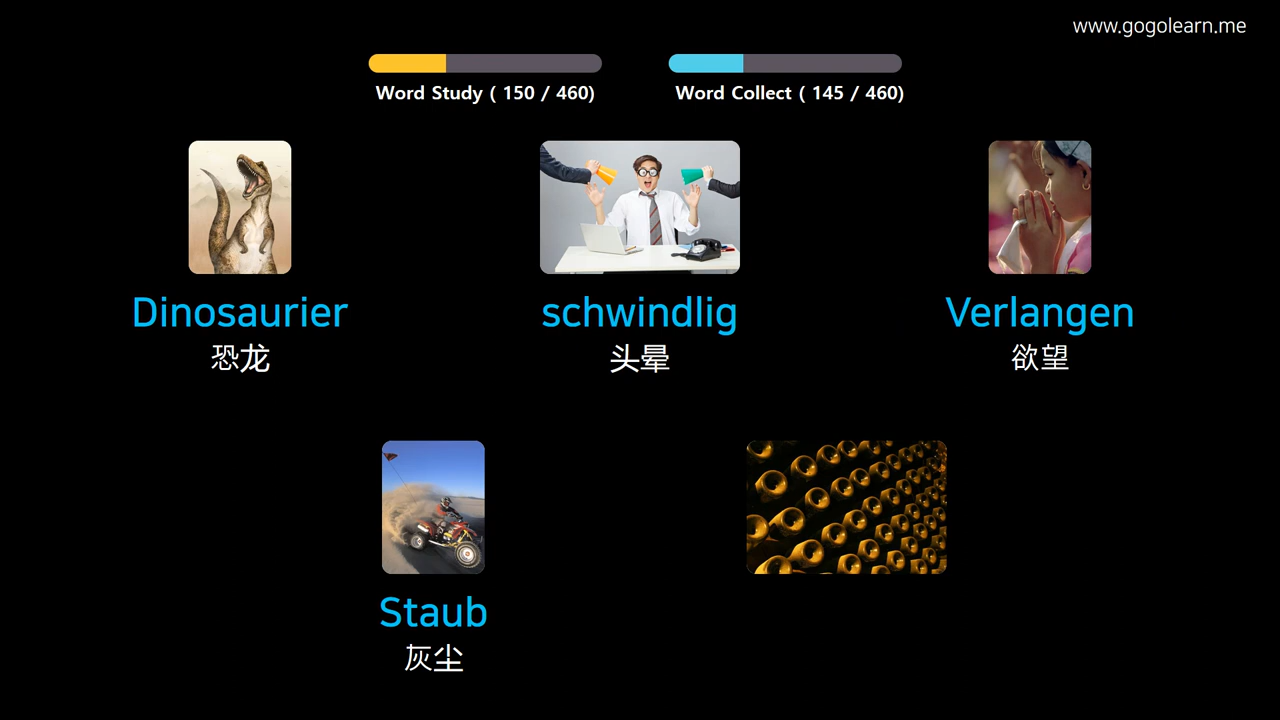 www.gogolearn.me
Word Study ( 150 / 460)
Word Collect ( 145 / 460)
Dinosaurier
恐龙
schwindlig
头晕
Verlangen
欲望
Staub
灰尘